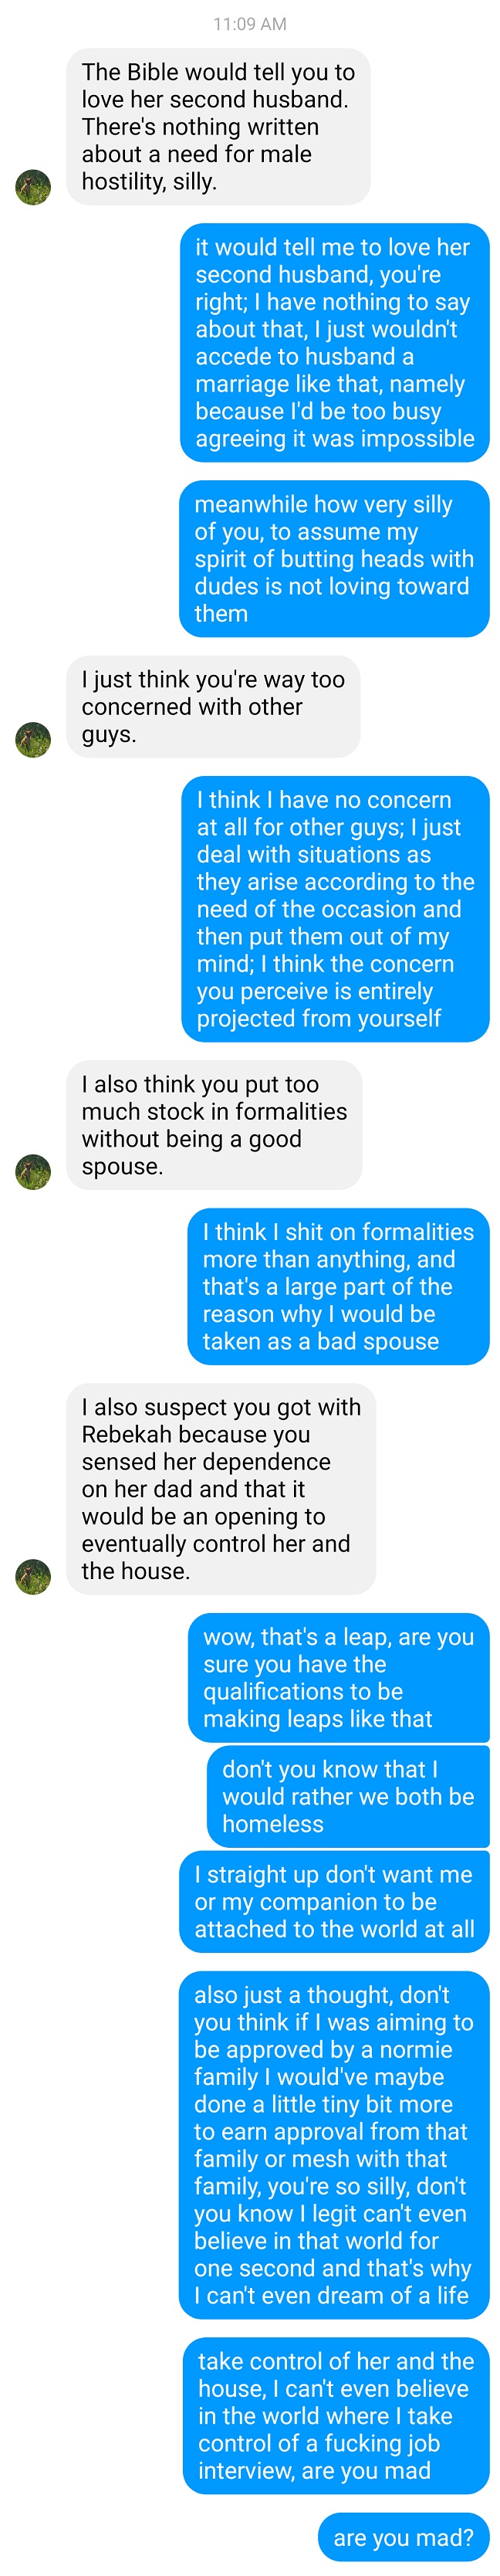 11:09 AM
The Bible would tell you to
love her second husband.
There's nothing written
about a need for male
hostility, silly.
it would tell me to love her
second husband, you're
right; I have nothing to say
about that, I just wouldn't
accede to husband a
marriage like that, namely
because I'd be too busy
agreeing it was impossible
meanwhile how very silly
of you, to assume my
spirit of butting heads with
dudes is not loving toward
them
I just think you're way too
concerned with other
guys.
I think I have no concern
at all for other guys; I just
deal with situations as
they arise according to the
need of the occasion and
then put them out of my
mind; I think the concern
you perceive is entirely
projected from yourself
I also think you put too
much stock in formalities
without being a good
spouse.
I think I shit on formalities
more than anything, and
that's a large part of the
reason why I would be
taken as a bad spouse
I also suspect you got with
Rebekah because you
sensed her dependence
on her dad and that it
would be an opening to
eventually control her and
the house.
wow, that's a leap, are you
sure you have the
qualifications to be
making leaps like that
don't you know that I
would rather we both be
homeless
I straight up don't want me
or my companion to be
attached to the world at all
also just a thought, don't
you think if I was aiming to
be approved by a normie
family I would've maybe
done a little tiny bit more
to earn approval from that
family or mesh with that
family, you're so silly, don't
you know I legit can't even
believe in that world for
one second and that's why
I can't even dream of a life
take control of her and the
house, I can't even believe
in the world where I take
control of a fucking job
interview, are you mad
are you mad?